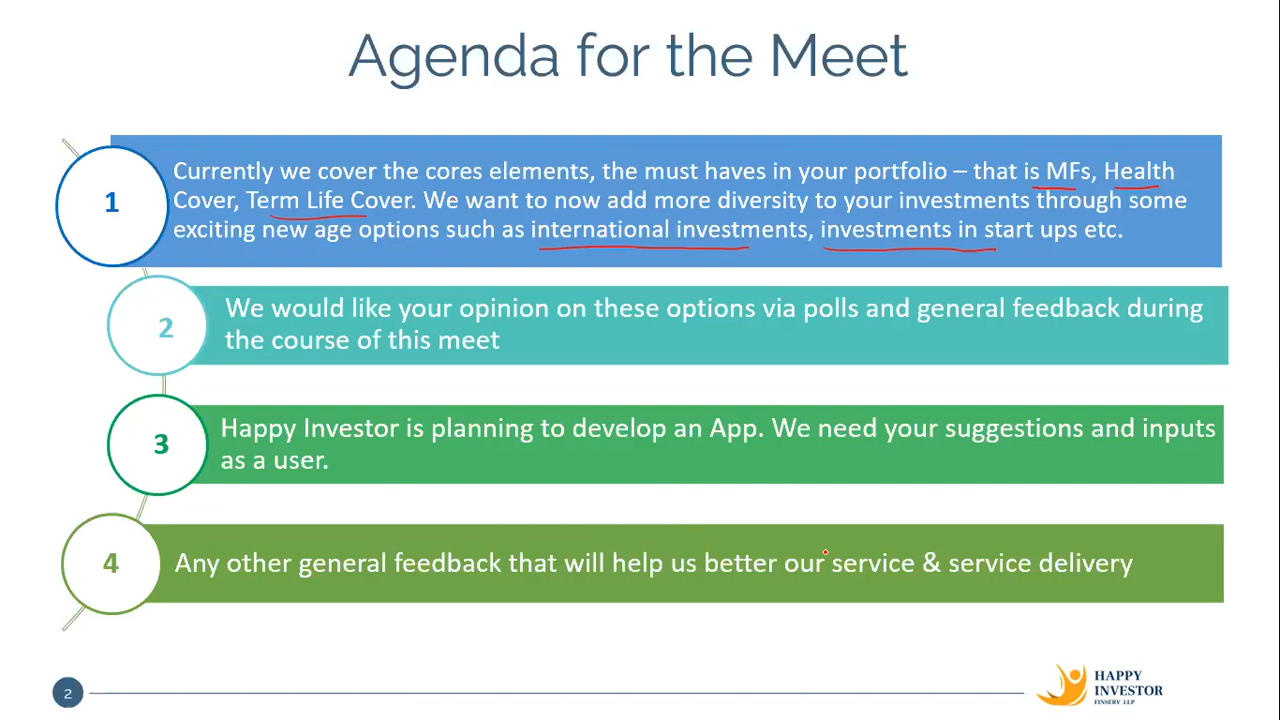 Agenda for the Meet
1
Currently we cover the cores elements, the must haves in your portfolio – that is MFs, Health
Cover, Term Life Cover. We want to now add more diversity to your investments through some
exciting new age options such as international investments, investments in start ups etc.
2
We would like your opinion on these options via polls and general feedback during
the course of this meet
3
Happy Investor is planning to develop an App. We need your suggestions and inputs
as a user.
4
Any other general feedback that will help us better our service & service delivery
2
HAPPY
INVESTOR
FINSERV LLP